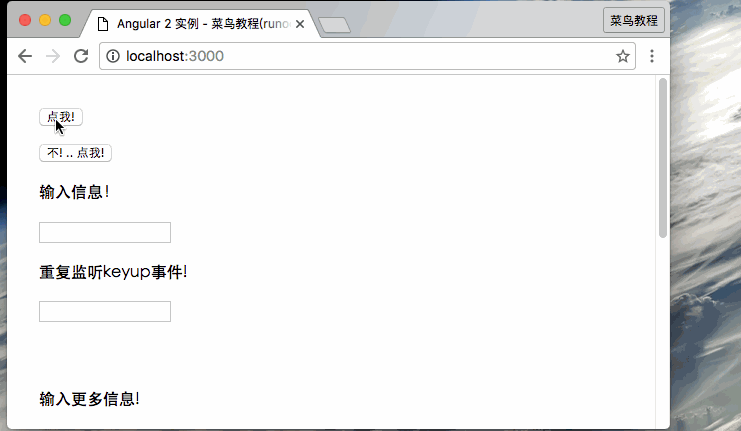 Angular 2 实例 - 菜鸟教程(runo
菜鸟教程
localhost:3000
点我!
不! .. 点我!
输入信息!
重复监听keyup事件!
输入更多信息!